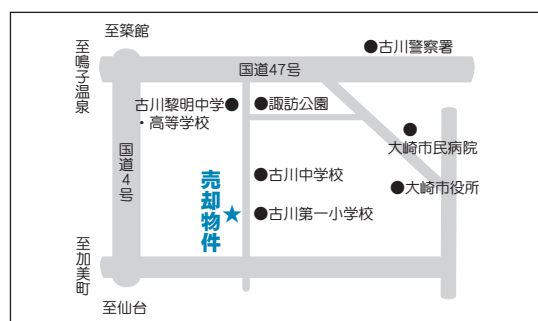 至築館
●古川警察署
至鳴子温泉
国道47号
古川黎明中学●
・高等学校
●諏訪公園
●
大崎市民病院
国道4号
●古川中学校
●大崎市役所
売却物件
★
●古川第一小学校
至加美町
至仙台